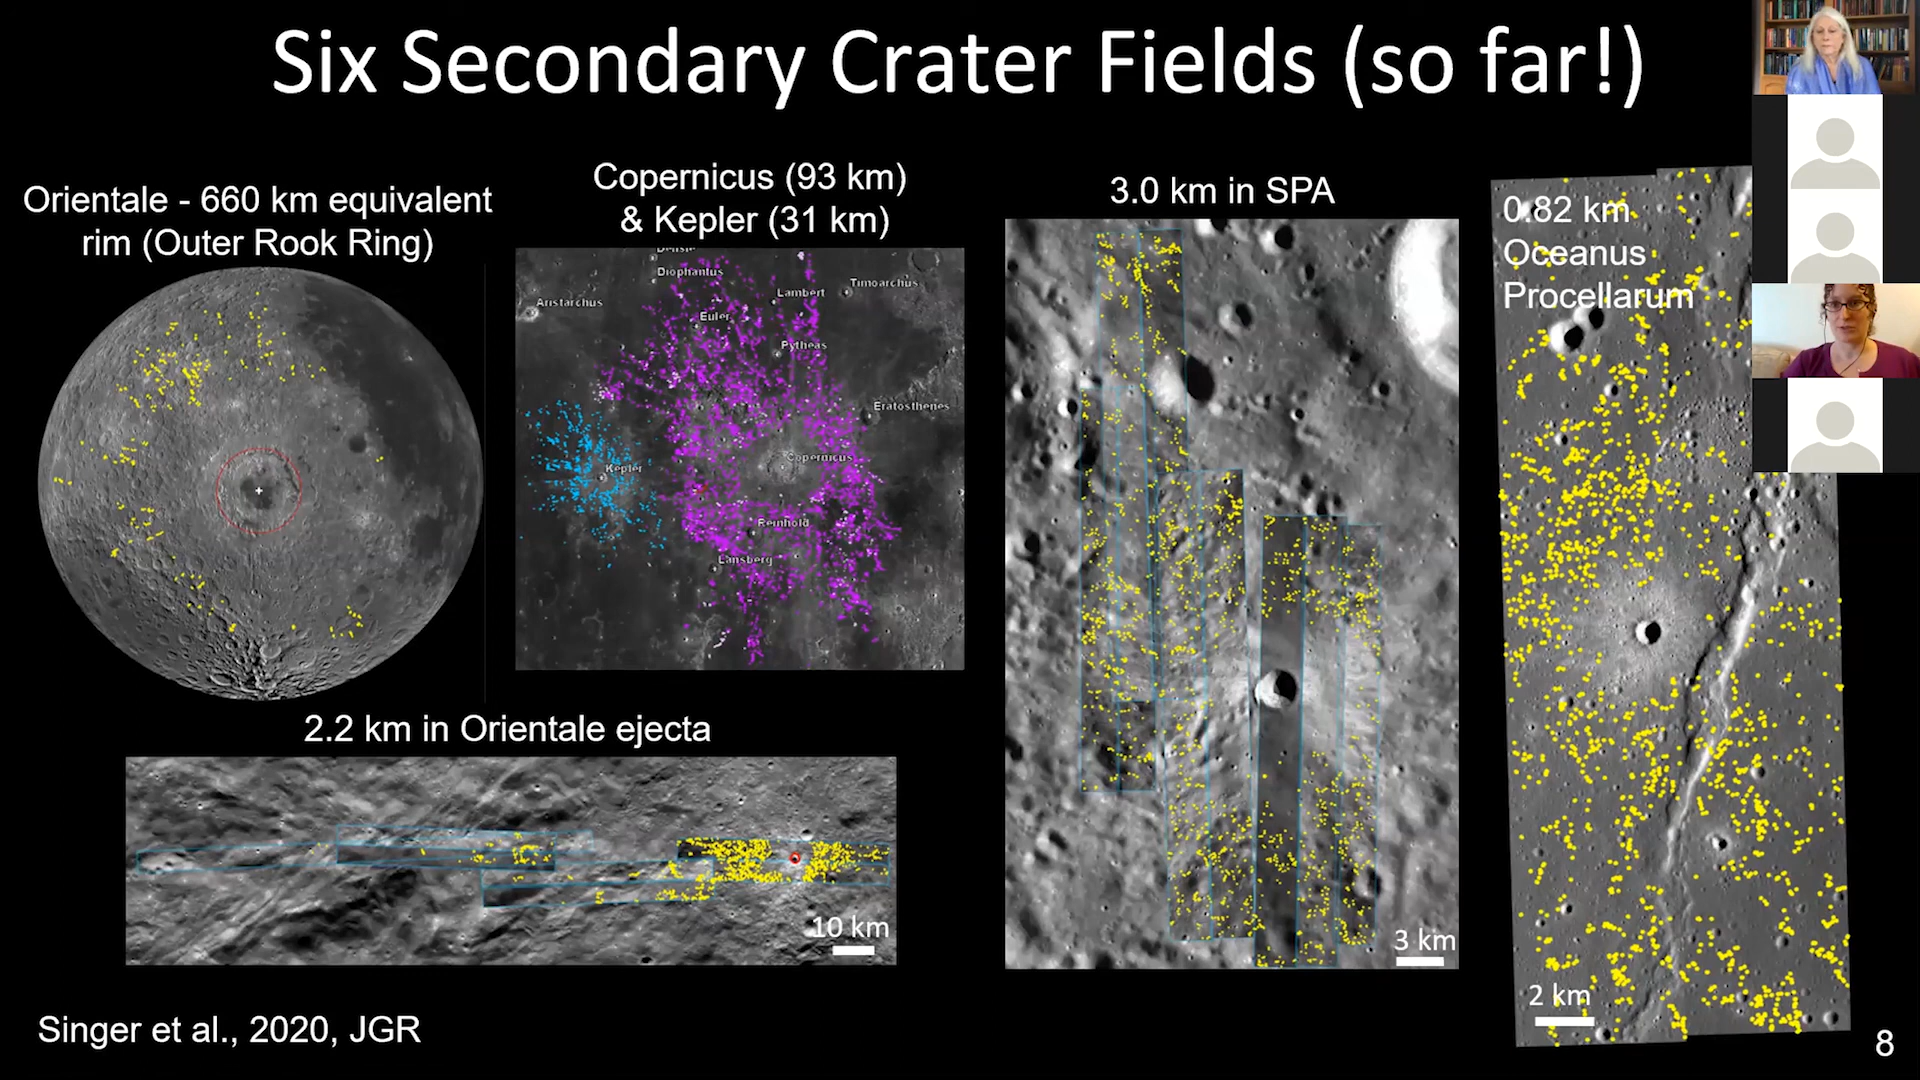 Six Secondary Crater Fields (so far!)
Orientale - 660 km equivalent
rim (Outer Rook Ring)
Copernicus (93 km)
& Kepler (31 km)
Diophantus
Aristarchus
Lambert
Timocharis
Euler
Pytheas
Eratosthenes
Kepler
Copernicus
Reinhold
Lansberg
3.0 km in SPA
3 km
0.82 km
Oceanus
Procellarum
2 km
2.2 km in Orientale ejecta
10 km
Singer et al., 2020, JGR
8